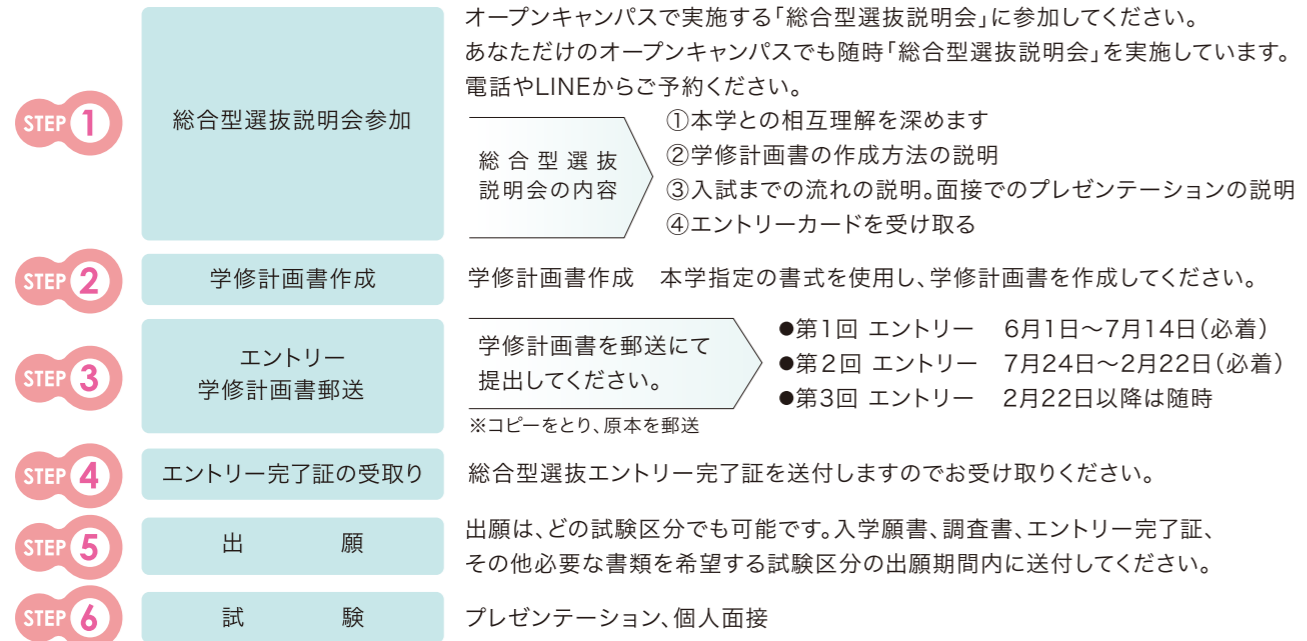 オープンキャンパスで実施する「総合型選抜説明会」に参加してください。
あなただけのオープンキャンパスでも随時「総合型選抜説明会」を実施しています。
電話やLINEからご予約ください。
STEP 1
総合型選抜説明会参加
総合型選抜
説明会の内容
①本学との相互理解を深めます
②学修計画書の作成方法の説明
③入試までの流れの説明。面接でのプレゼンテーションの説明
④エントリーカードを受け取る
STEP 2
学修計画書作成
学修計画書作成　本学指定の書式を使用し、学修計画書を作成してください。
STEP 3
エントリー
学修計画書郵送
学修計画書を郵送にて
提出してください。
※コピーをとり、原本を郵送
●第1回 エントリー　6月1日〜7月14日(必着)
●第2回 エントリー　7月24日〜2月22日(必着)
●第3回 エントリー　2月22日以降は随時
STEP 4
エントリー完了証の受取り
総合型選抜エントリー完了証を送付しますのでお受け取りください。
STEP 5
出　願
出願は、どの試験区分でも可能です。入学願書、調査書、エントリー完了証、
その他必要な書類を希望する試験区分の出願期間内に送付してください。
STEP 6
試　験
プレゼンテーション、個人面接